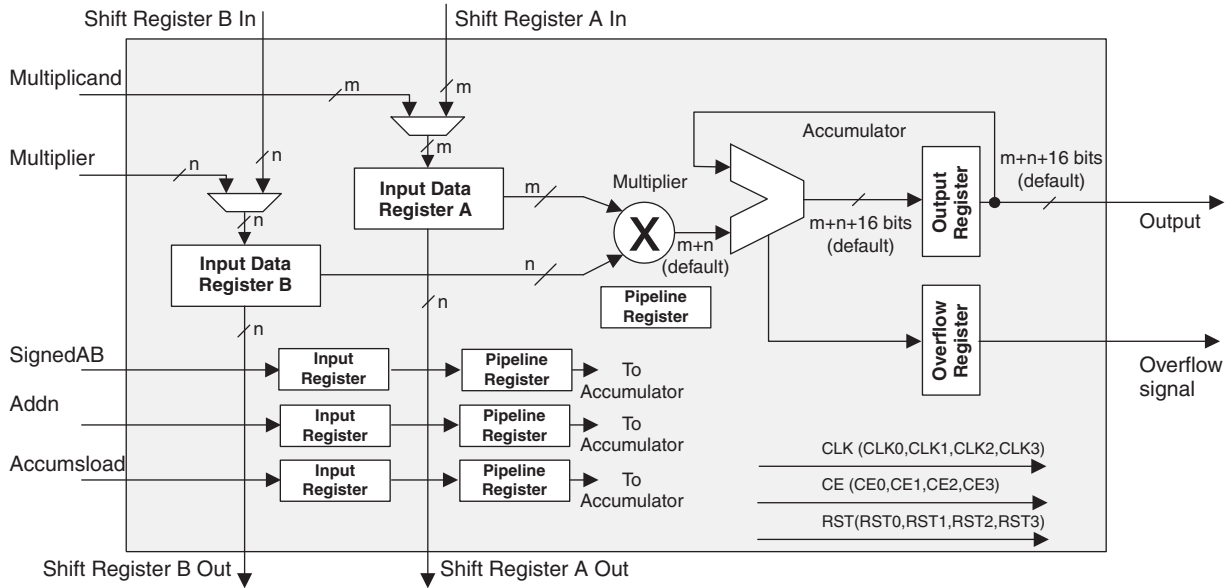 Shift Register B In
Shift Register A In
Multiplicand
m
m
Multiplier
n
n
m
n
Input Data
Register A
m
Input Data
Register B
n
n
n
Multiplier
X
m+n
(default)
Pipeline
Register
Accumulator
m+n+16 bits
(default)
Output
Register
m+n+16 bits
(default)
Output
Overflow
Register
Overflow
signal
SignedAB
Input
Register
Pipeline
Register
To
Accumulator
Addn
Input
Register
Pipeline
Register
To
Accumulator
Accumsload
Input
Register
Pipeline
Register
To
Accumulator
CLK (CLK0,CLK1,CLK2,CLK3)
CE (CE0,CE1,CE2,CE3)
RST(RST0,RST1,RST2,RST3)
Shift Register B Out
Shift Register A Out